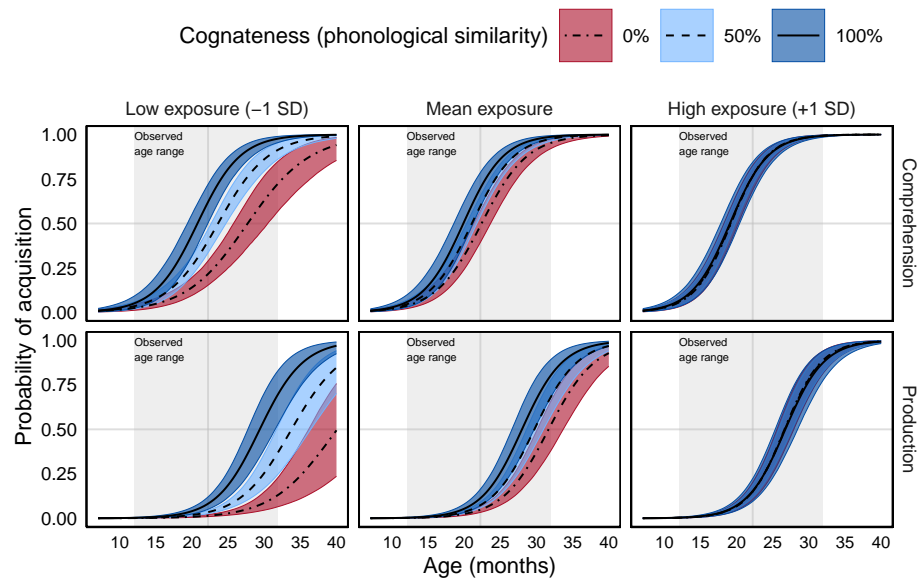 Cognateness (phonological similarity) 0% 50% 100%
Low exposure (−1 SD) Mean exposure High exposure (+1 SD)
Probability of acquisition
1.00
0.75
0.50
0.25
0.00
Observed
age range
Observed
age range
Observed
age range
Comprehension
1.00
0.75
0.50
0.25
0.00
Observed
age range
Observed
age range
Observed
age range
Production
10 15 20 25 30 35 40 10 15 20 25 30 35 40 10 15 20 25 30 35 40
Age (months)